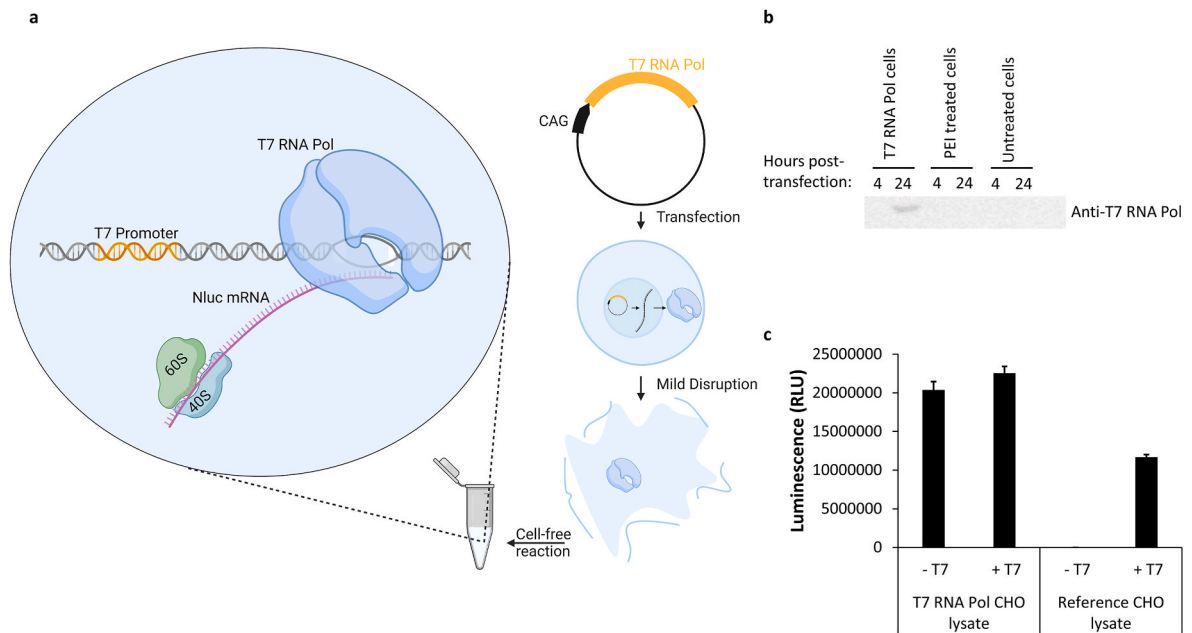 a
T7 RNA Pol
T7 Promoter
Nluc mRNA
60S
40S
T7 RNA Pol
CAG
Transfection
Mild Disruption
Cell-free
reaction
b
T7 RNA Pol cells
PEI treated cells
Untreated cells
Hours post-
transfection:
4 24 4 24 4 24
Anti-T7 RNA Pol
c
Luminescence (RLU)
25000000
20000000
15000000
10000000
5000000
0
- T7 + T7 - T7 + T7
T7 RNA Pol CHO
lysate
Reference CHO
lysate